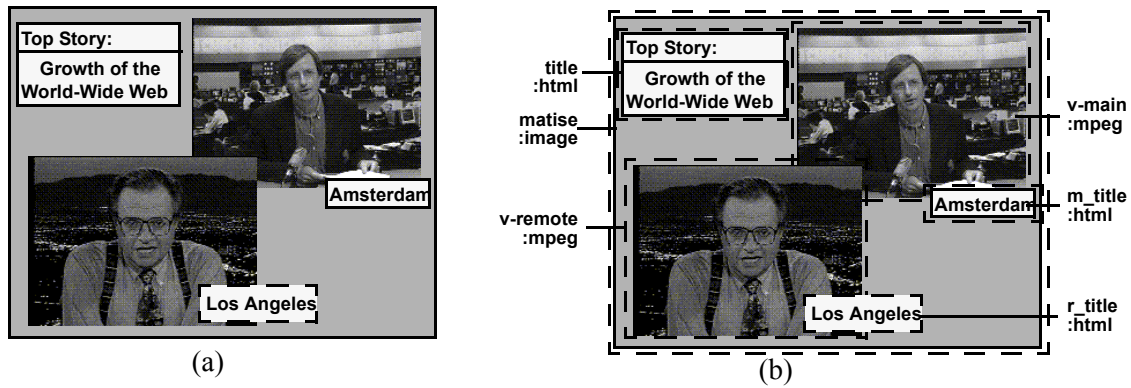 Top Story:
Growth of the
World-Wide Web
Amsterdam
Los Angeles
(a)
title
:html
matise
:image
v-remote
:mpeg
Top Story:
Growth of the
World-Wide Web
Amsterdam
Los Angeles
v-main
:mpeg
m_title
:html
r_title
:html
(b)